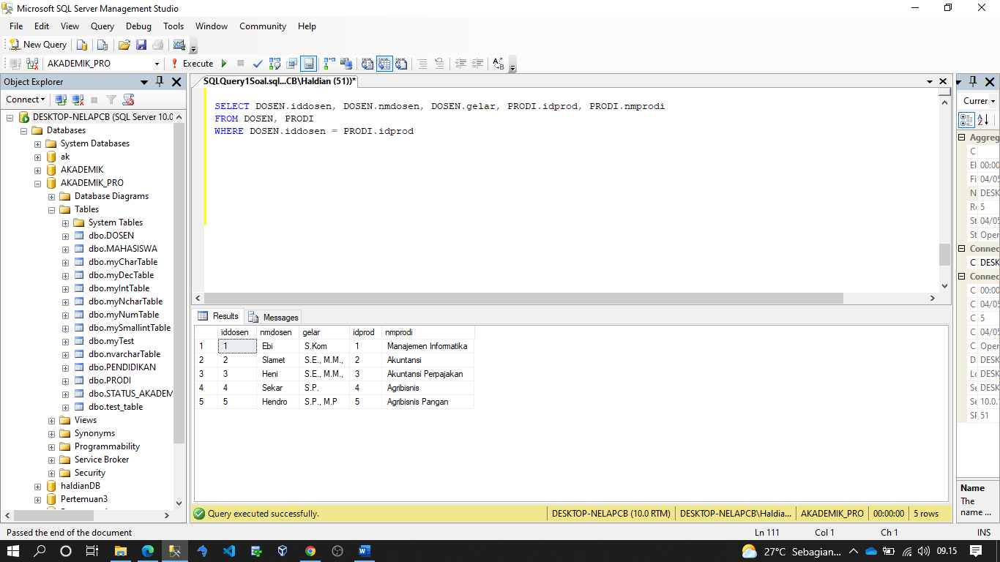 Microsoft SQL Server Management Studio
File Edit View Query Debug Tools Window Community Help
New Query
AKADEMIK_PRO Execute
Object Explorer
Connect
DESKTOP-NELAPCB (SQL Server 10.0
Databases
System Databases
ak
AKADEMIK
AKADEMIK_PRO
Database Diagrams
Tables
System Tables
dbo.DOSEN
dbo.MAHASISWA
dbo.myCharTable
dbo.myDecTable
dbo.myIntTable
dbo.myNcharTable
dbo.myNumTable
dbo.mySmallintTable
dbo.myTest
dbo.nvarcharTable
dbo.PENDIDIKAN
dbo.PRODI
dbo.STATUS_AKADEM
dbo.test_table
Views
Synonyms
Programmability
Service Broker
Security
haldianDB
Pertemuan3
SQLQuery1Soal.sql...CB\Haldian (51))*
SELECT DOSEN.iddosen, DOSEN.nmdosen, DOSEN.gelar, PRODI.idprod, PRODI.nmprodi
FROM DOSEN, PRODI
WHERE DOSEN.iddosen = PRODI.idprod
Results Messages
iddosen nmdosen gelar idprod nmprodi
1 1 Ebi S.Kom 1 Manajemen Informatika
2 2 Slamet S.E., M.M., 2 Akuntansi
3 3 Heni S.E., M.M., 3 Akuntansi Perpajakan
4 4 Sekar S.P. 4 Agribisnis
5 5 Hendro S.P., M.P 5 Agribisnis Pangan
Query executed successfully. DESKTOP-NELAPCB (10.0 RTM) DESKTOP-NELAPCB\Haldia... AKADEMIK_PRO 00:00:00 5 rows
Currer
Aggreg
C
El 00:00
Fi 04/05
N DESK
Re 5
St 04/05
St Oper
Connec
C DESK
Connec
C 00:00
C 04/05
C 5
C 04/05
C Oper
D DESK
Lo DESK
Se DESK
Se 10.0.
SP 51
Name
The
name ...
Passed the end of the document Ln 111 Col 1 Ch 1 INS
27°C Sebagian... 09.15